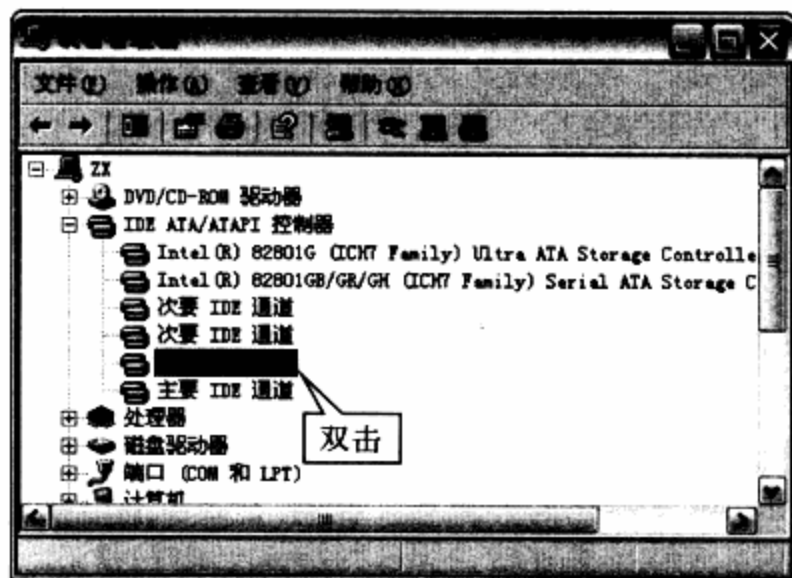 文件(F) 操作(A) 查看(V) 帮助(H)
ZX
DVD/CD-ROM 驱动器
IDE ATA/ATAPI 控制器
Intel(R) 82801G (ICH7 Family) Ultra ATA Storage Controlle
Intel(R) 82801GB/GR/GH (ICH7 Family) Serial ATA Storage C
次要 IDE 通道
次要 IDE 通道
主要 IDE 通道
处理器
双击
磁盘驱动器
端口 (COM 和 LPT)
计算机